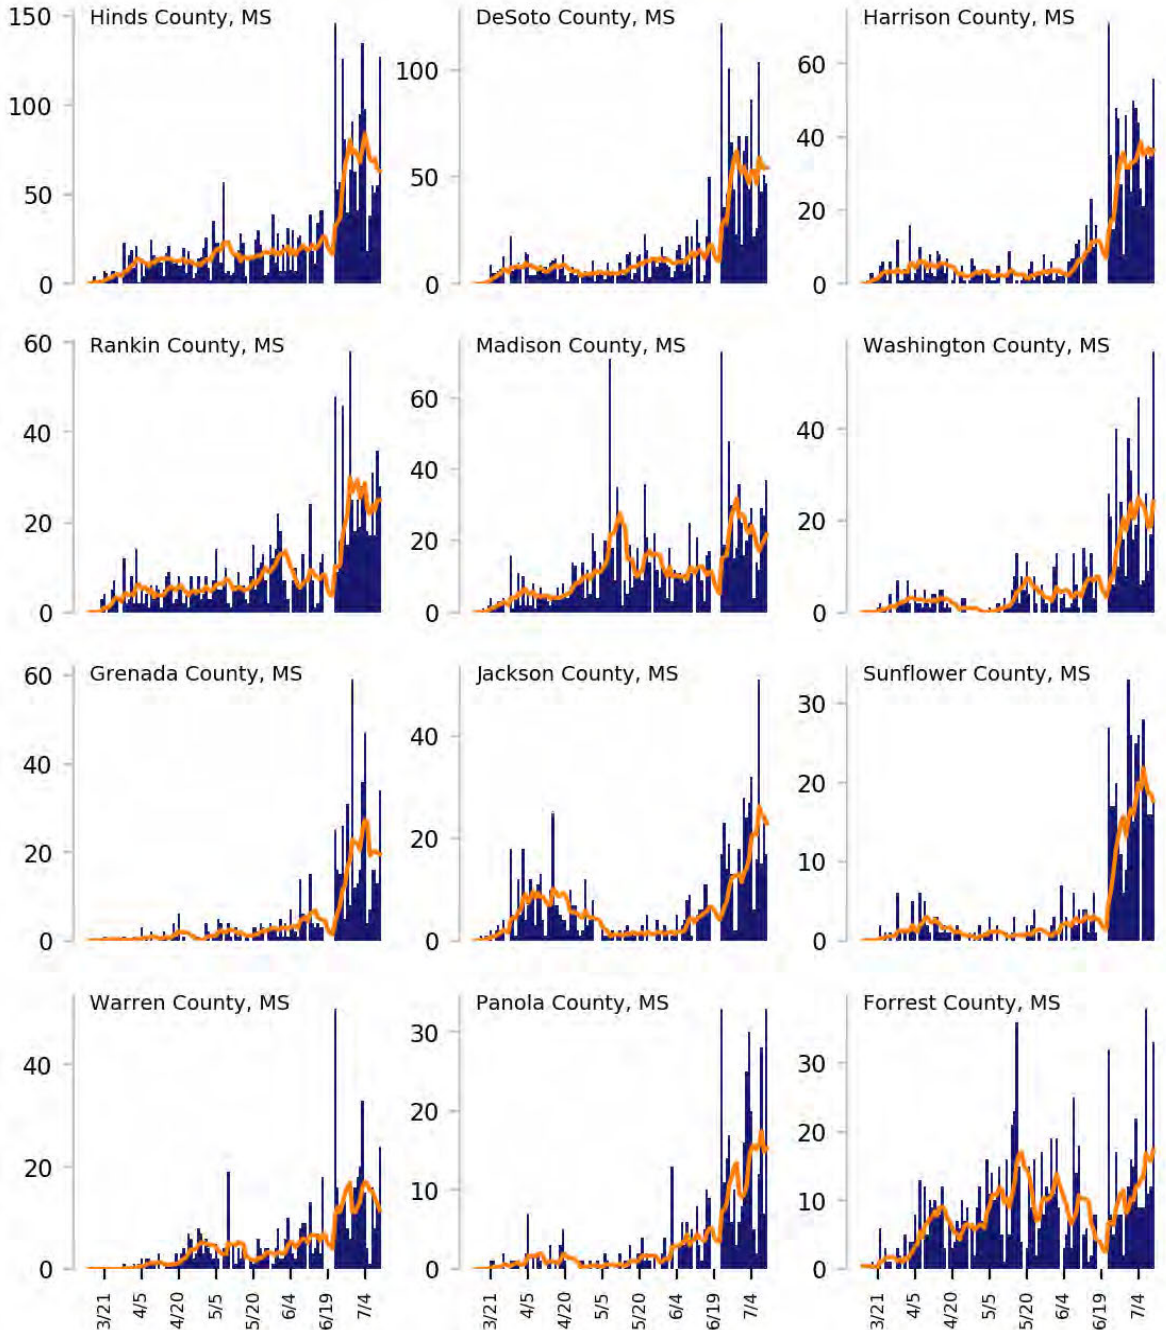 Hinds County, MS
150
100
50
0
DeSoto County, MS
100
50
0
Harrison County, MS
60
40
20
0
Rankin County, MS
60
40
20
0
Madison County, MS
60
40
20
0
Washington County, MS
40
20
0
Grenada County, MS
60
40
20
0
Jackson County, MS
40
20
0
Sunflower County, MS
30
20
10
0
Warren County, MS
40
20
0
3/21 4/5 4/20 5/5 5/20 6/4 6/19 7/4
Panola County, MS
30
20
10
0
3/21 4/5 4/20 5/5 5/20 6/4 6/19 7/4
Forrest County, MS
30
20
10
0
3/21 4/5 4/20 5/5 5/20 6/4 6/19 7/4